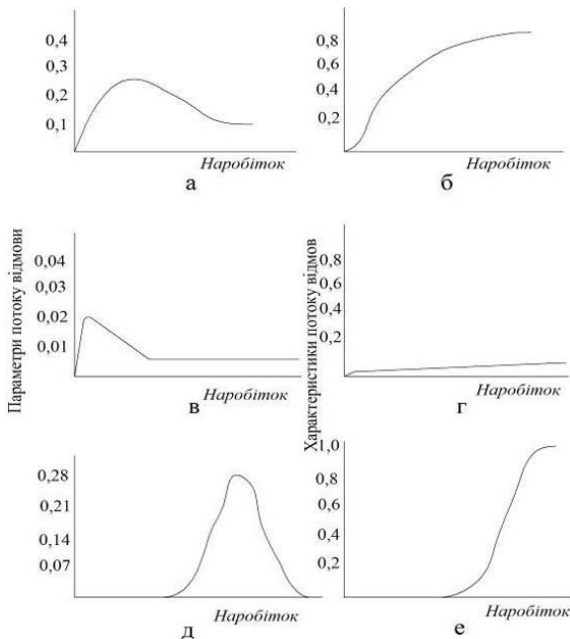 0,4
0,3
0,2
0,1
Наробіток
а
0,8
0,6
0,4
0,2
Наробіток
б
Параметри потоку відмови
0,04
0,03
0,02
0,01
Наробіток
в
Характеристики потоку відмов
0,8
0,6
0,4
0,2
Наробіток
г
0,28
0,21
0,14
0,07
Наробіток
д
1,0
0,8
0,6
0,4
0,2
Наробіток
е